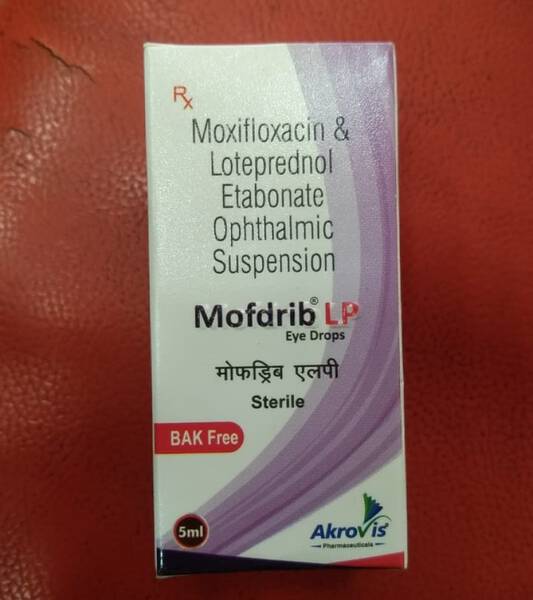 Rx
Moxifloxacin &
Loteprednol
Etabonate
Ophthalmic
Suspension
Mofdrib® LP
Eye Drops
मोफड्रिब एलपी
Sterile
BAK Free
5ml
Akrovis
Pharmaceuticals